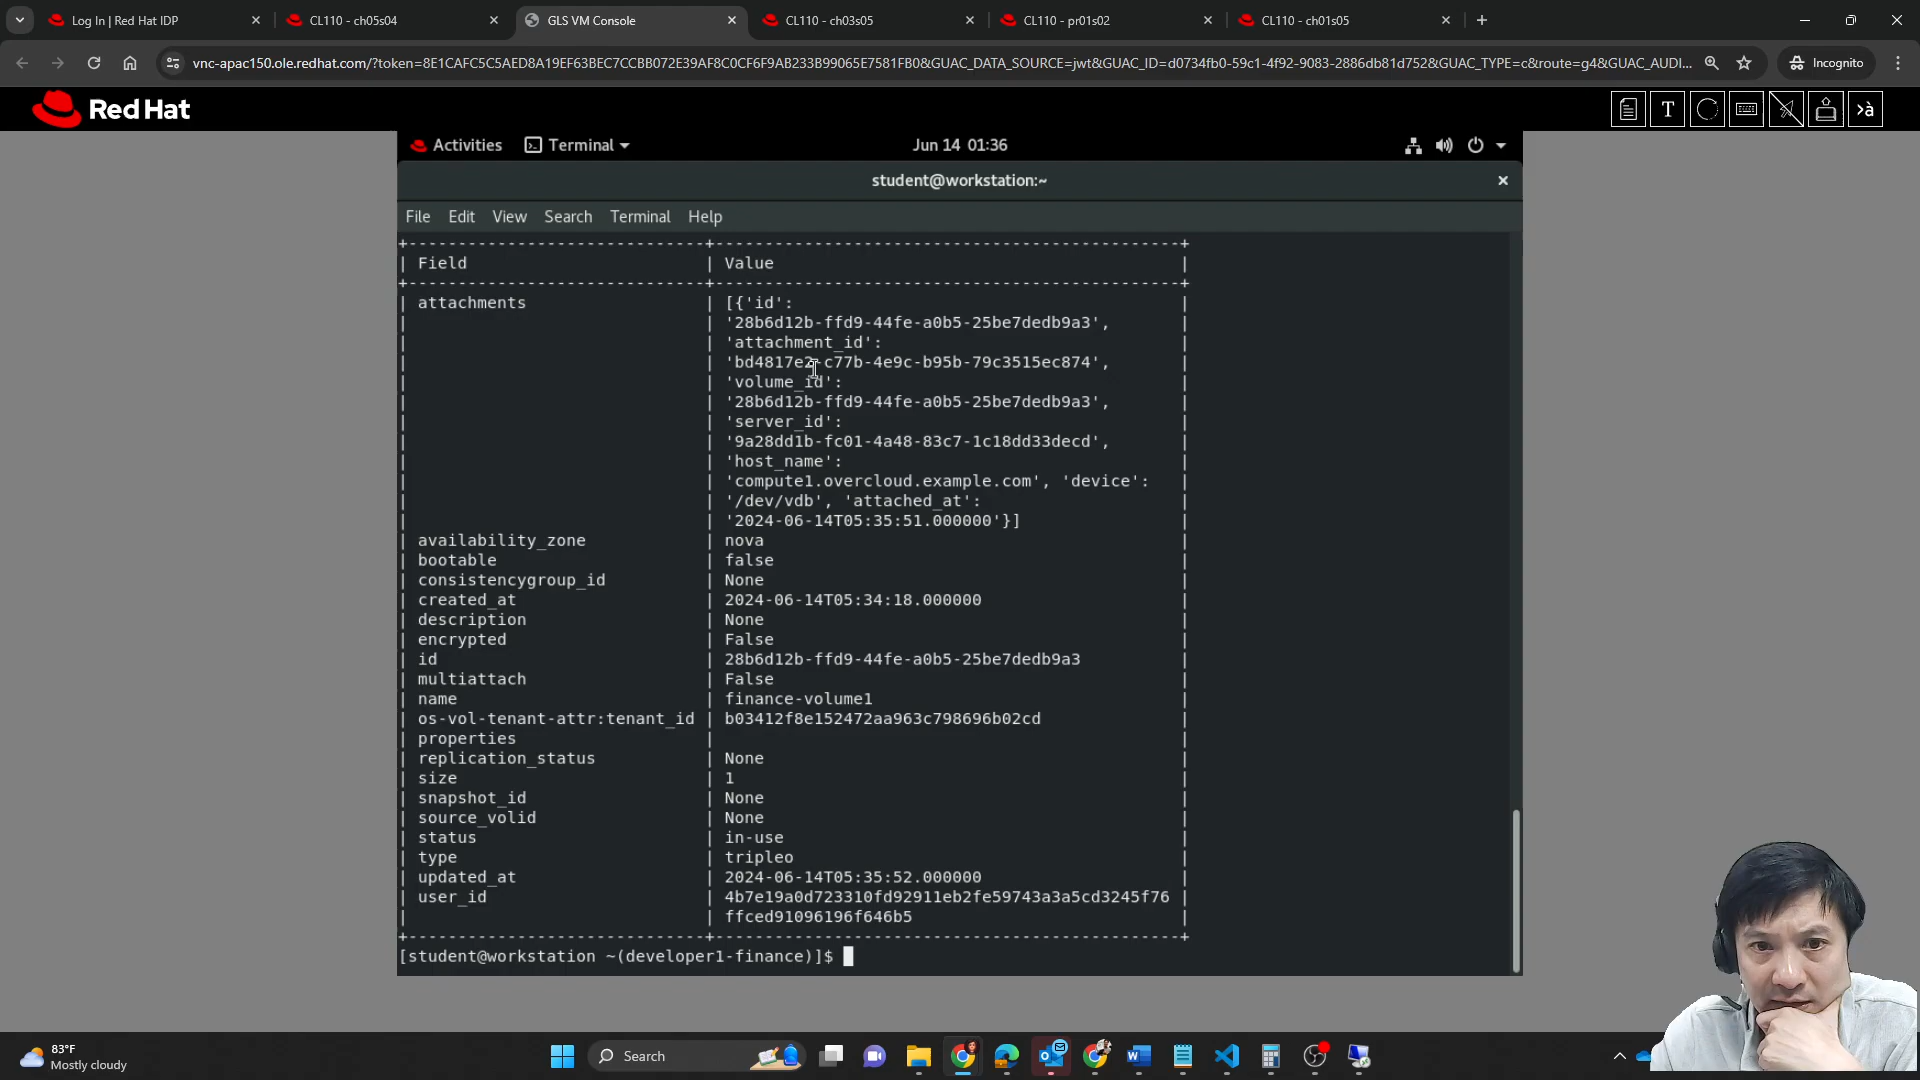 Log In | Red Hat IDP
CL110 - ch05s04
GLS VM Console
CL110 - ch03s05
CL110 - pr01s02
CL110 - ch01s05
vnc-apac150.ole.redhat.com/?token=8E1CAFC5C5AED8A19EF63BEC7CCBB072E39AF8C0CF6F9AB233B99065E7581FB0&GUAC_DATA_SOURCE=jwt&GUAC_ID=d0734fb0-59c1-4f92-9083-2886db81d752&GUAC_TYPE=c&route=g4&GUAC_AUDI...
Incognito
Red Hat
T
>à
Activities
Terminal
Jun 14 01:36
student@workstation:~
File Edit View Search Terminal Help
+-----------------------------+----------------------------------------------+
| Field | Value |
+-----------------------------+----------------------------------------------+
| attachments | [{'id': |
| | '28b6d12b-ffd9-44fe-a0b5-25be7dedb9a3', |
| | 'attachment_id': |
| | 'bd4817e2-c77b-4e9c-b95b-79c3515ec874', |
| | 'volume_id': |
| | '28b6d12b-ffd9-44fe-a0b5-25be7dedb9a3', |
| | 'server_id': |
| | '9a28dd1b-fc01-4a48-83c7-1c18dd33decd', |
| | 'host_name': |
| | 'compute1.overcloud.example.com', 'device': |
| | '/dev/vdb', 'attached_at': |
| | '2024-06-14T05:35:51.000000'}] |
| availability_zone | nova |
| bootable | false |
| consistencygroup_id | None |
| created_at | 2024-06-14T05:34:18.000000 |
| description | None |
| encrypted | False |
| id | 28b6d12b-ffd9-44fe-a0b5-25be7dedb9a3 |
| multiattach | False |
| name | finance-volume1 |
| os-vol-tenant-attr:tenant_id | b03412f8e152472aa963c798696b02cd |
| properties | |
| replication_status | None |
| size | 1 |
| snapshot_id | None |
| source_volid | None |
| status | in-use |
| type | tripleo |
| updated_at | 2024-06-14T05:35:52.000000 |
| user_id | 4b7e19a0d723310fd92911eb2fe59743a3a5cd3245f76 |
| | ffced91096196f646b5 |
+-----------------------------+----------------------------------------------+
[student@workstation ~(developer1-finance)]$
83°F
Mostly cloudy
Search